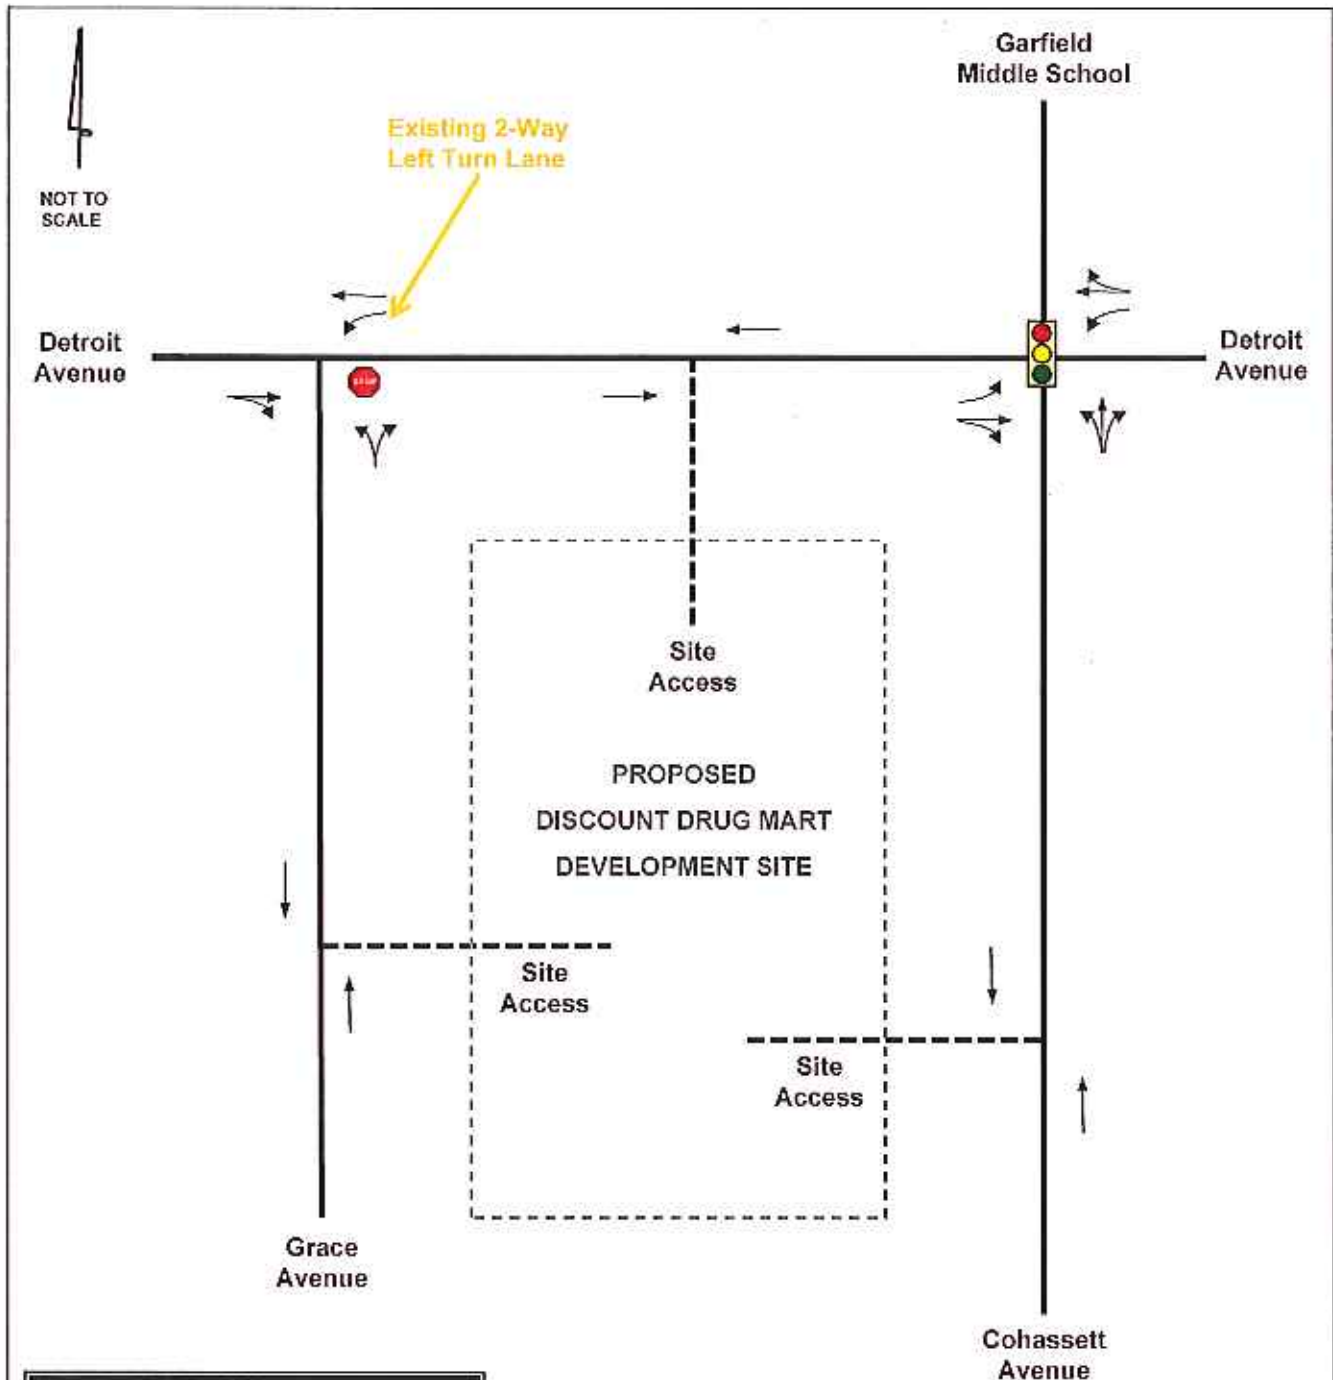 Garfield
Middle School
Existing 2-Way
Left Turn Lane
NOT TO
SCALE
Detroit
Avenue
Detroit
Avenue
STOP
Site
Access
PROPOSED
DISCOUNT DRUG MART
DEVELOPMENT SITE
Site
Access
Site
Access
Grace
Avenue
Cohassett
Avenue